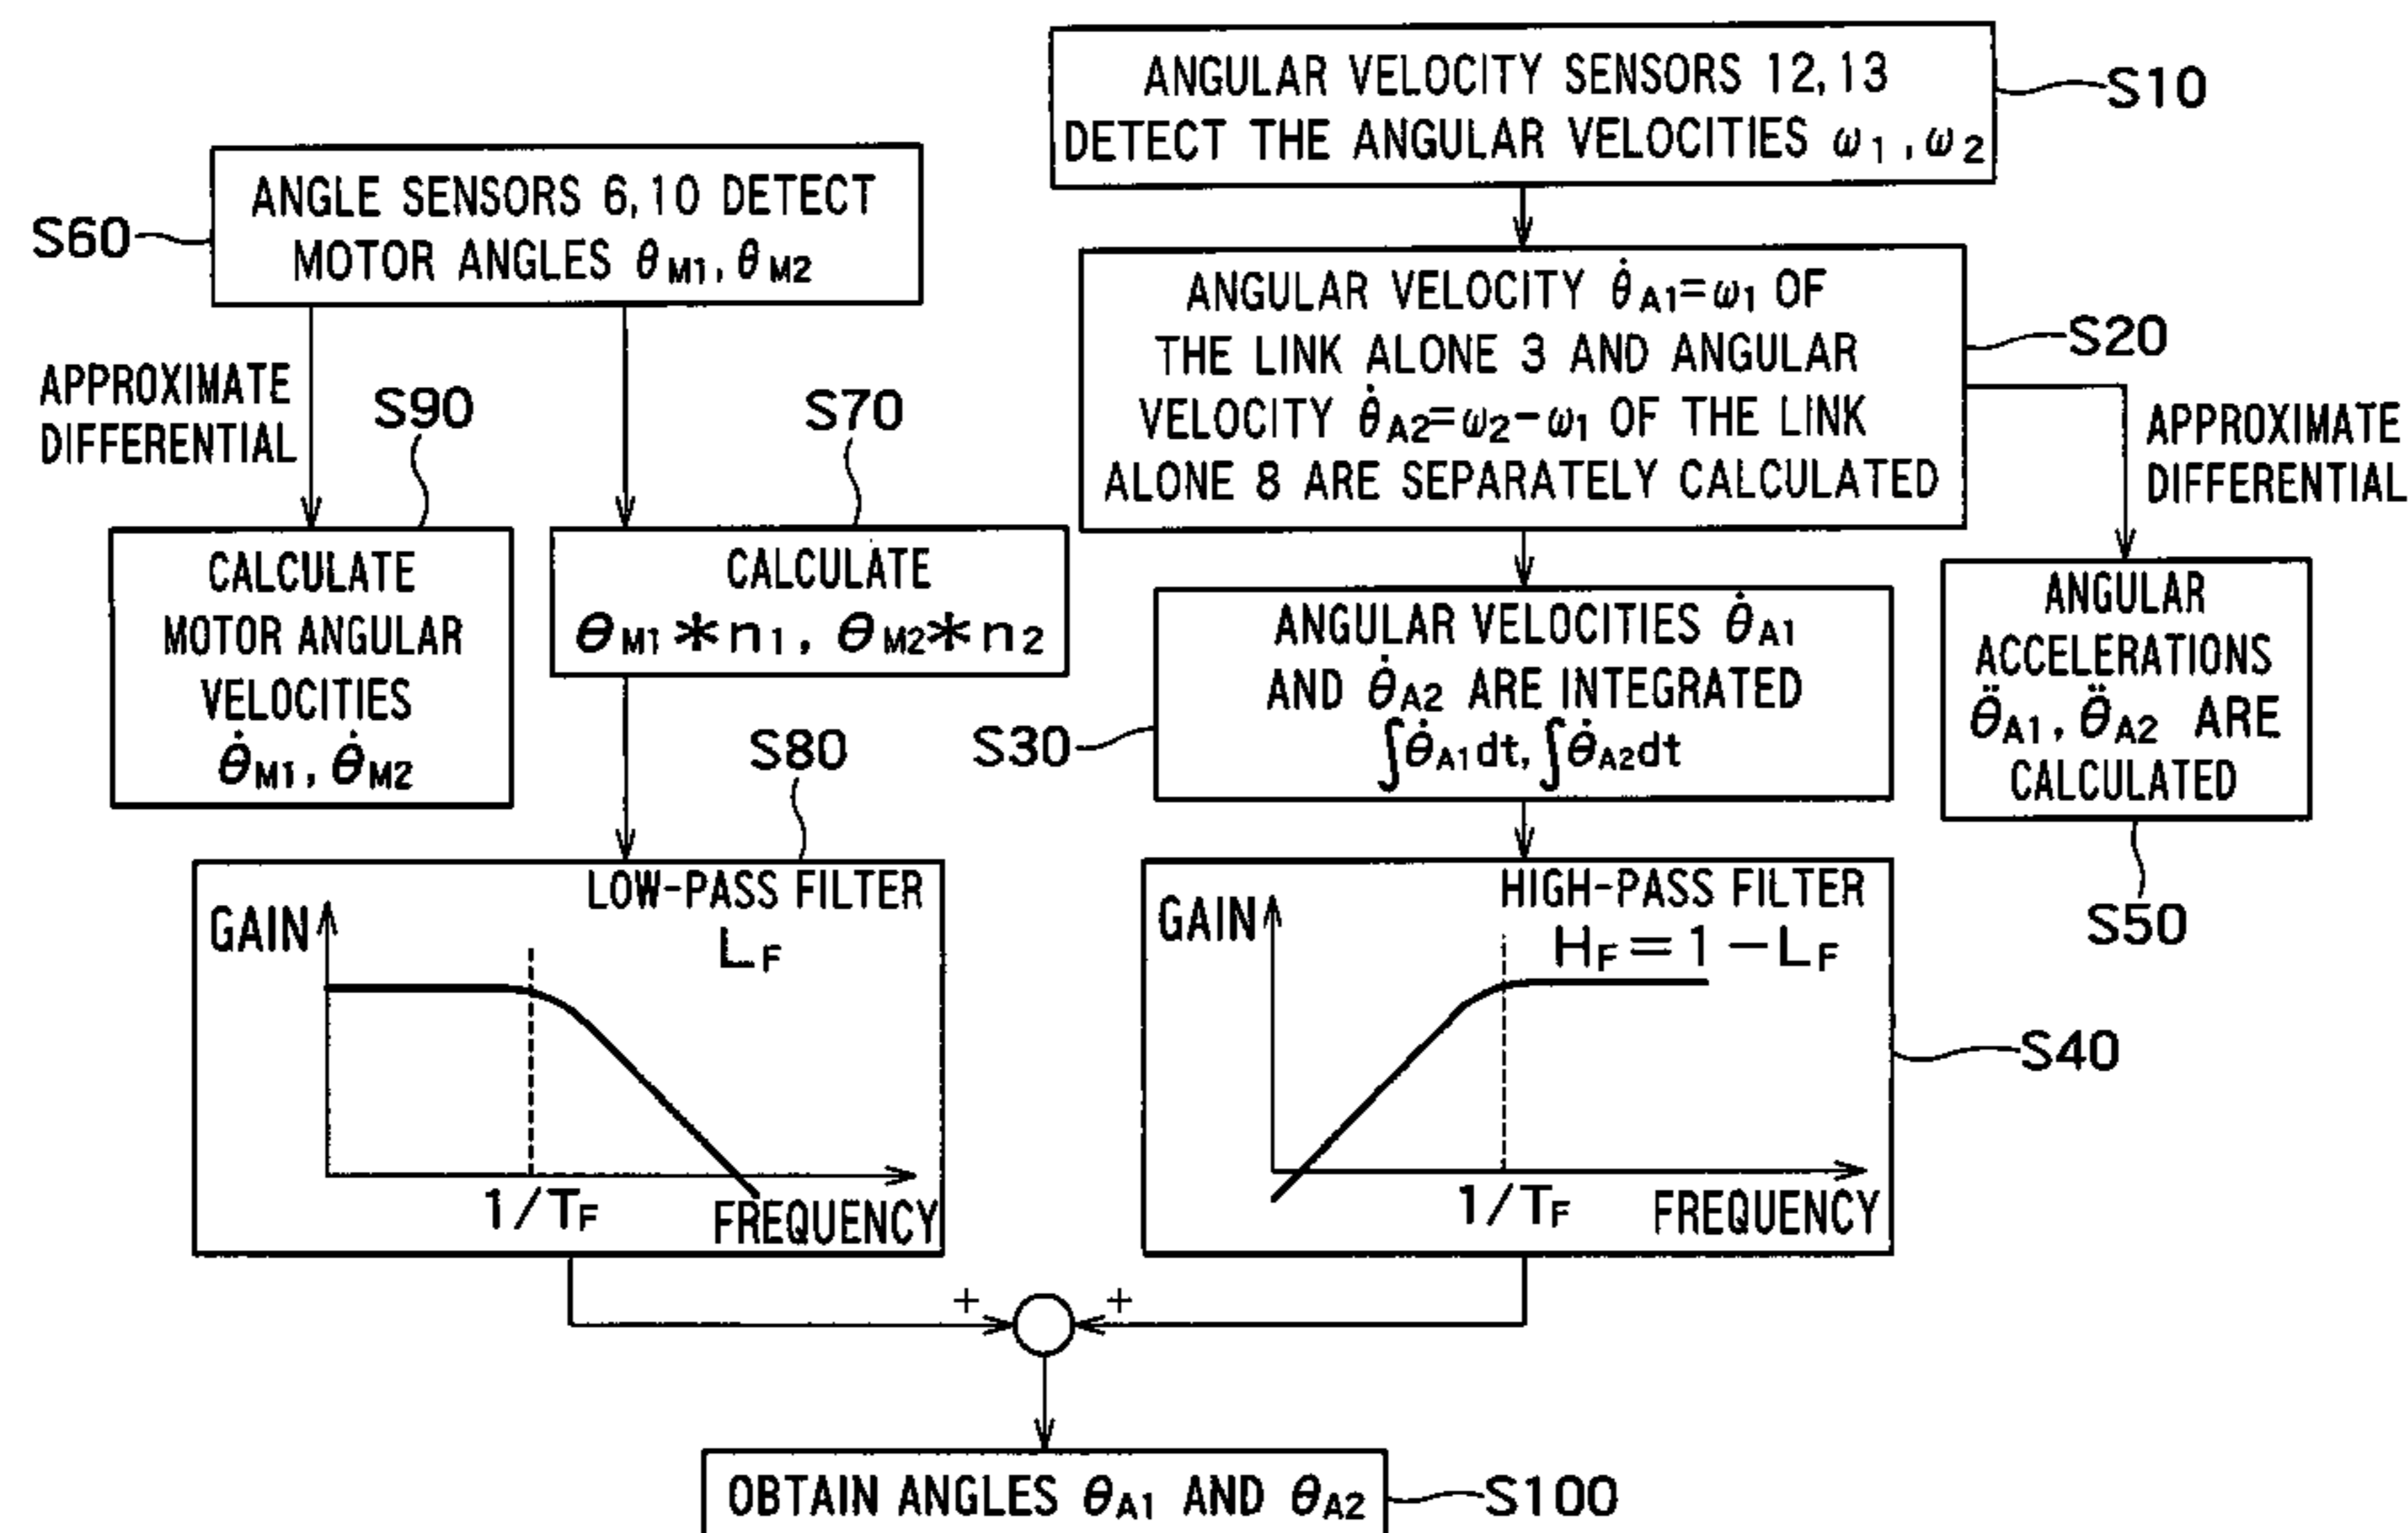 ANGULAR VELOCITY SENSORS 12,13
DETECT THE ANGULAR VELOCITIES ω1,ω2
S10
ANGLE SENSORS 6,10 DETECT
MOTOR ANGLES θM1,θM2
S60
ANGULAR VELOCITY θ̇A1=ω1 OF
THE LINK ALONE 3 AND ANGULAR
VELOCITY θ̇A2=ω2-ω1 OF THE LINK
ALONE 8 ARE SEPARATELY CALCULATED
S20
APPROXIMATE
DIFFERENTIAL
S90
S70
APPROXIMATE
DIFFERENTIAL
CALCULATE
MOTOR ANGULAR
VELOCITIES
θ̇M1,θ̇M2
CALCULATE
θM1*n1, θM2*n2
ANGULAR VELOCITIES θ̇A1
AND θ̇A2 ARE INTEGRATED
∫θ̇A1dt,∫θ̇A2dt
S30
ANGULAR
ACCELERATIONS
θ̈A1,θ̈A2 ARE
CALCULATED
S50
S80
LOW-PASS FILTER
LF
GAIN
1/TF
FREQUENCY
HIGH-PASS FILTER
HF=1-LF
GAIN
1/TF
FREQUENCY
S40
+ +
OBTAIN ANGLES θA1 AND θA2
S100